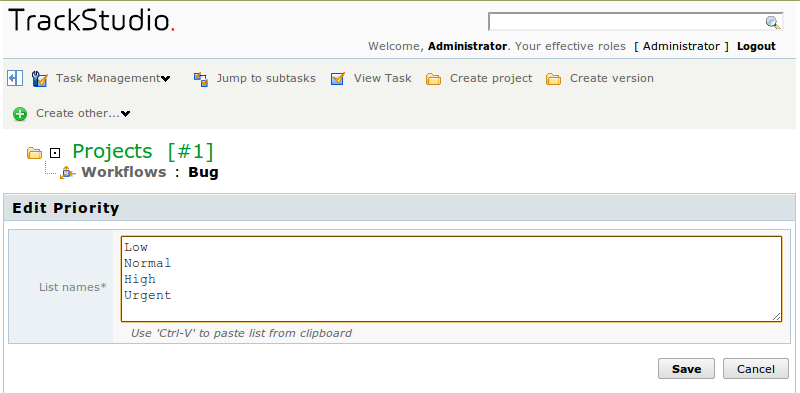 TrackStudio.
Welcome, Administrator. Your effective roles [ Administrator ] Logout
Task Management Jump to subtasks View Task Create project Create version
Create other...
Projects [#1]
Workflows : Bug
Edit Priority
List names*
Low
Normal
High
Urgent
Use 'Ctrl-V' to paste list from clipboard
Save Cancel